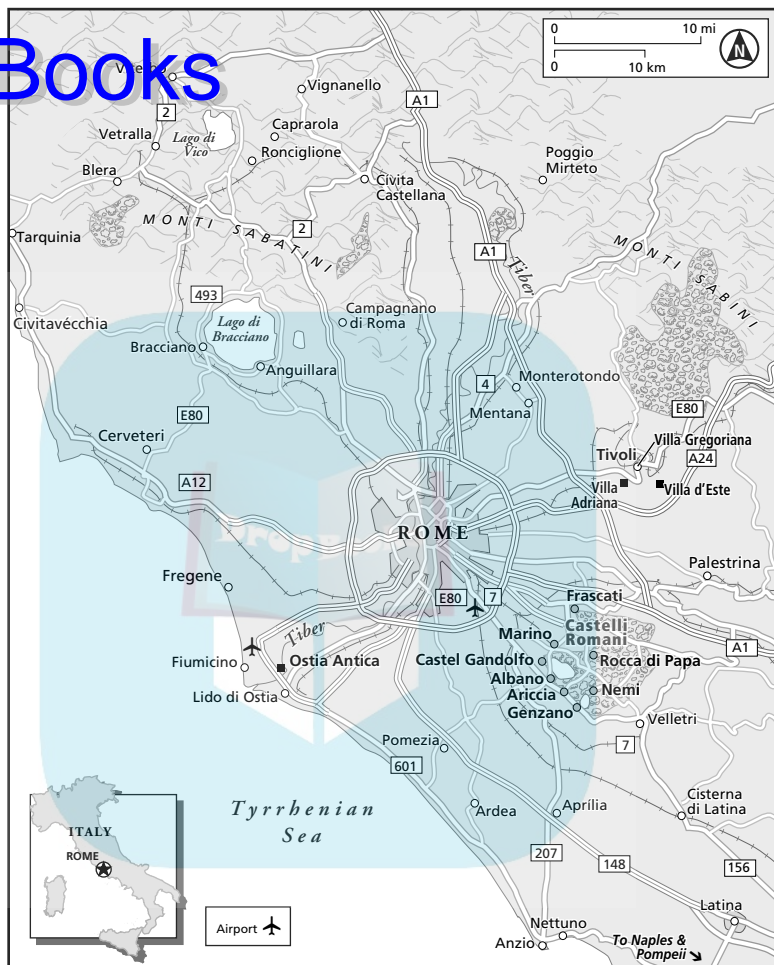 0 10 mi
0 10 km
N
Books
Viterbo
Vignanello
A1
2
Caprarola
Vetralla
Lago di
Vico
Ronciglione
Poggio
Mirteto
Blera
Civita
Castellana
MONTI SABATINI
2
Tarquinia
A1
Tiber
MONTI SABINI
493
Civitavécchia
Campagnano
di Roma
Lago di
Bracciano
Bracciano
Anguillara
4
Monterotondo
Mentana
E80
E80
Cerveteri
Villa Gregoriana
Tivoli
A24
A12
Villa
Adriana
Villa d'Este
ROME
Drop Books
Palestrina
Fregene
E80
7
Frascati
Castelli
Romani
Tiber
Marino
A1
Fiumicino
Ostia Antica
Castel Gandolfo
Rocca di Papa
Albano
Lido di Ostia
Ariccia
Nemi
Genzano
Velletri
Pomezia
7
601
Tyrrhenian
Sea
Ardea
Aprília
Cisterna
di Latina
ITALY
ROME
207
148
156
Airport
Latina
Nettuno
Anzio
To Naples &
Pompeii